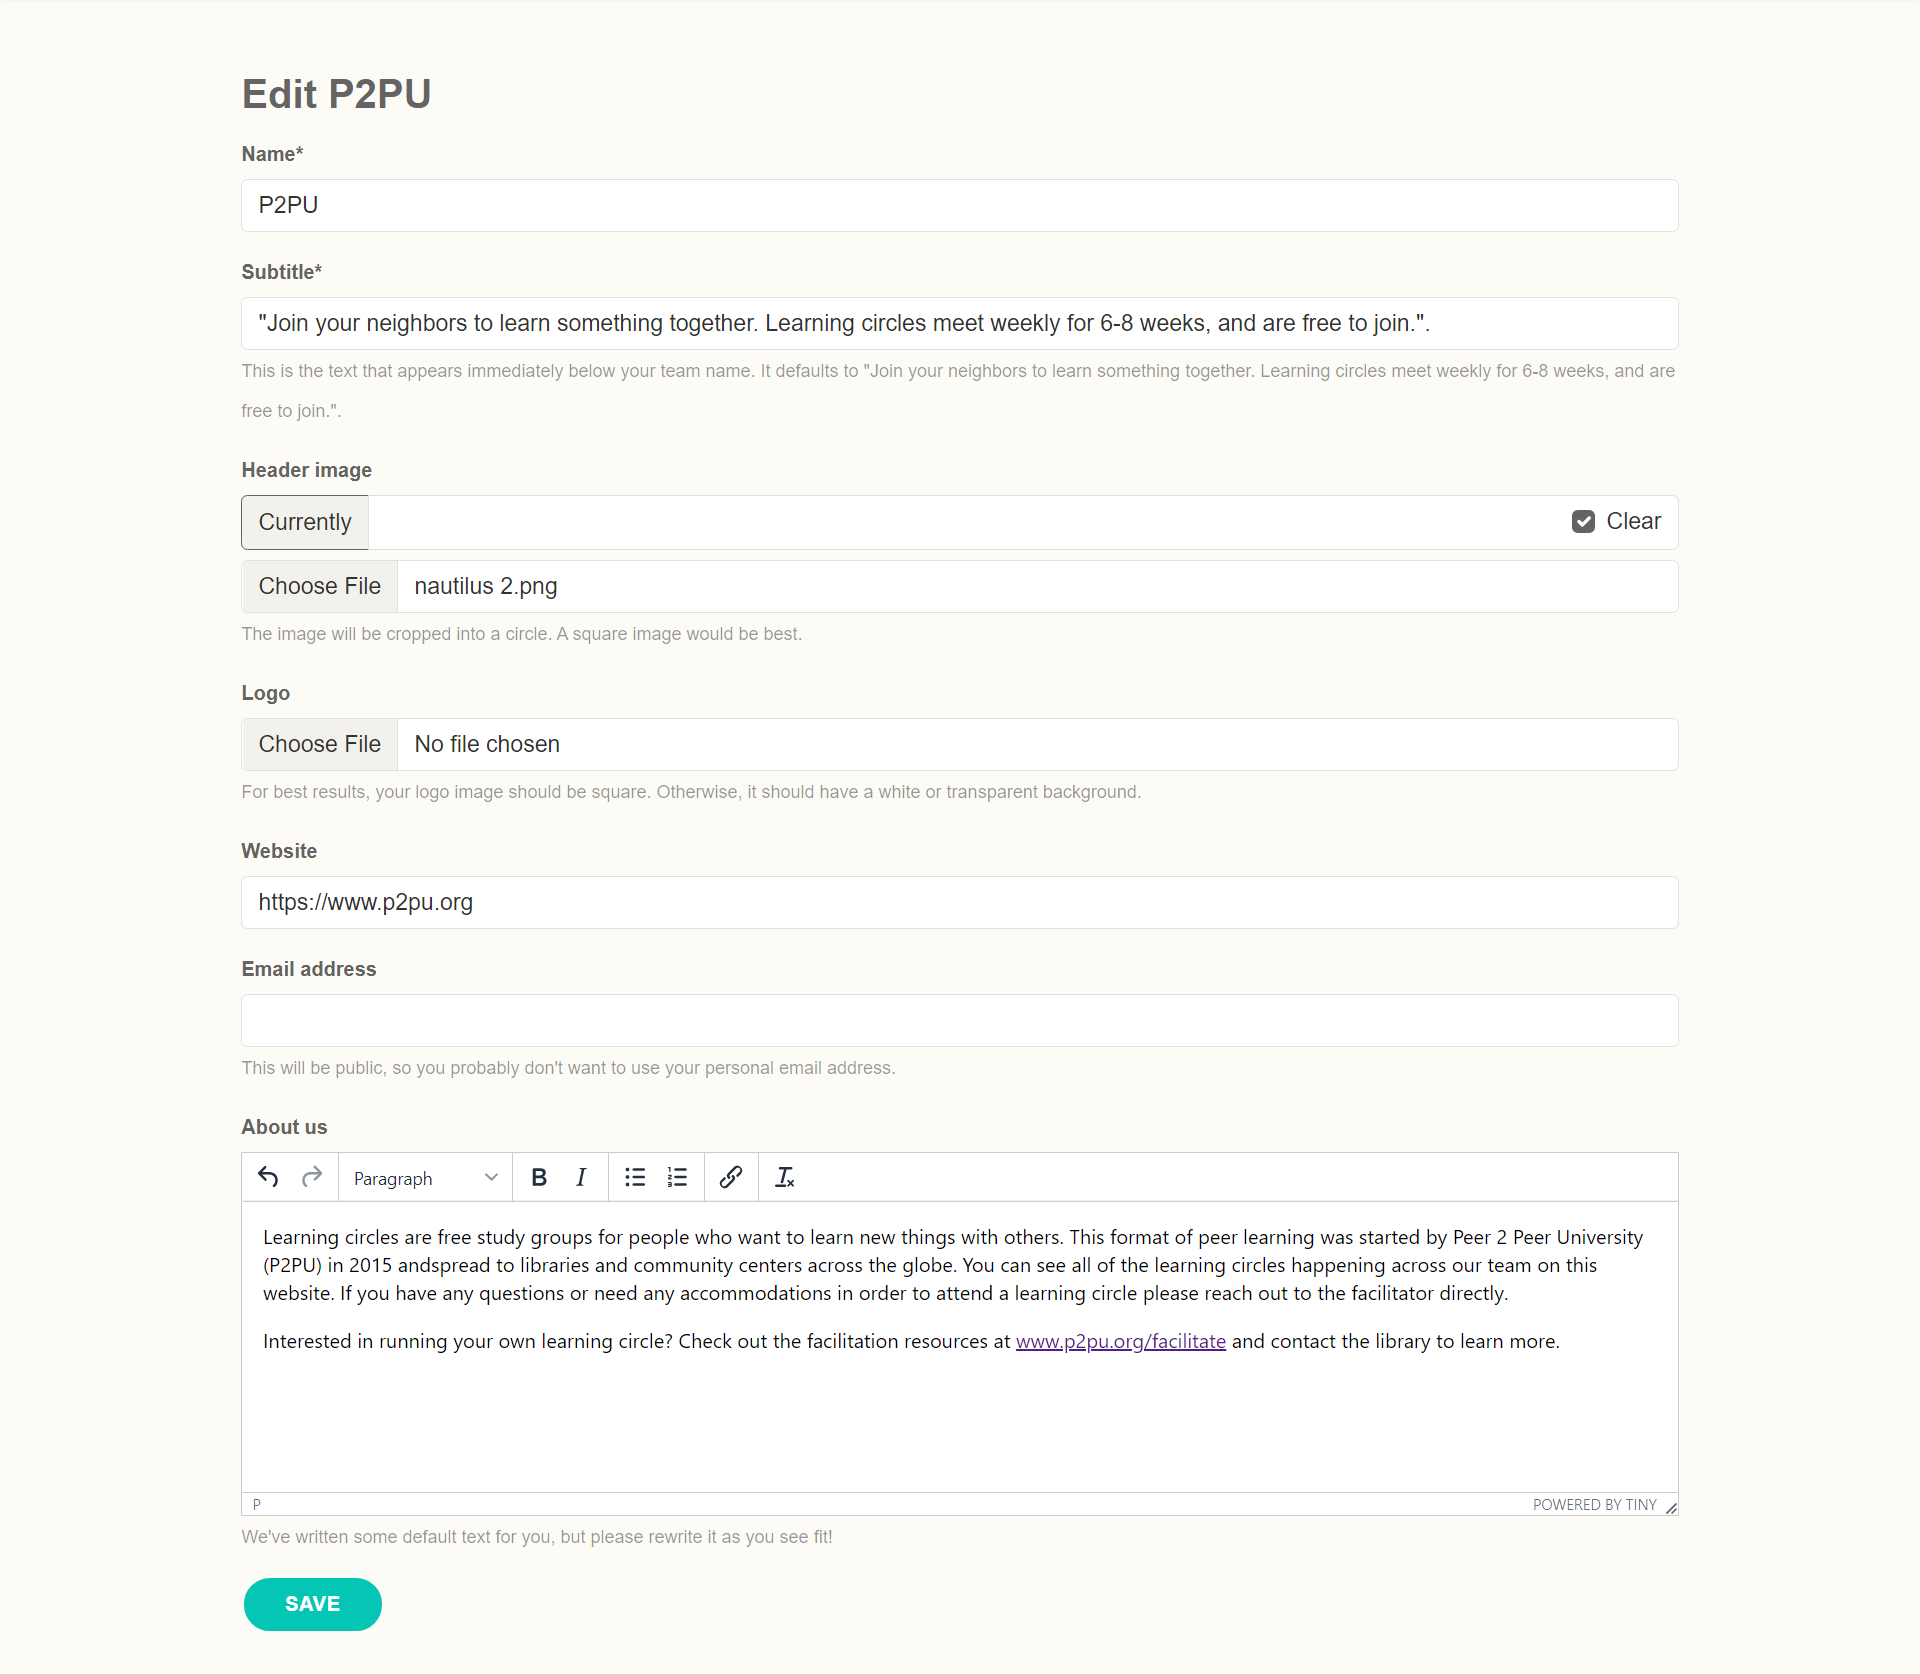 Edit P2PU
Name*
P2PU
Subtitle*
"Join your neighbors to learn something together. Learning circles meet weekly for 6-8 weeks, and are free to join.".
This is the text that appears immediately below your team name. It defaults to "Join your neighbors to learn something together. Learning circles meet weekly for 6-8 weeks, and are
free to join.".
Header image
Currently
Clear
Choose File nautilus 2.png
The image will be cropped into a circle. A square image would be best.
Logo
Choose File No file chosen
For best results, your logo image should be square. Otherwise, it should have a white or transparent background.
Website
https://www.p2pu.org
Email address
This will be public, so you probably don't want to use your personal email address.
About us
Paragraph B I
Learning circles are free study groups for people who want to learn new things with others. This format of peer learning was started by Peer 2 Peer University
(P2PU) in 2015 andspread to libraries and community centers across the globe. You can see all of the learning circles happening across our team on this
website. If you have any questions or need any accommodations in order to attend a learning circle please reach out to the facilitator directly.
Interested in running your own learning circle? Check out the facilitation resources at www.p2pu.org/facilitate and contact the library to learn more.
P POWERED BY TINY
We've written some default text for you, but please rewrite it as you see fit!
SAVE